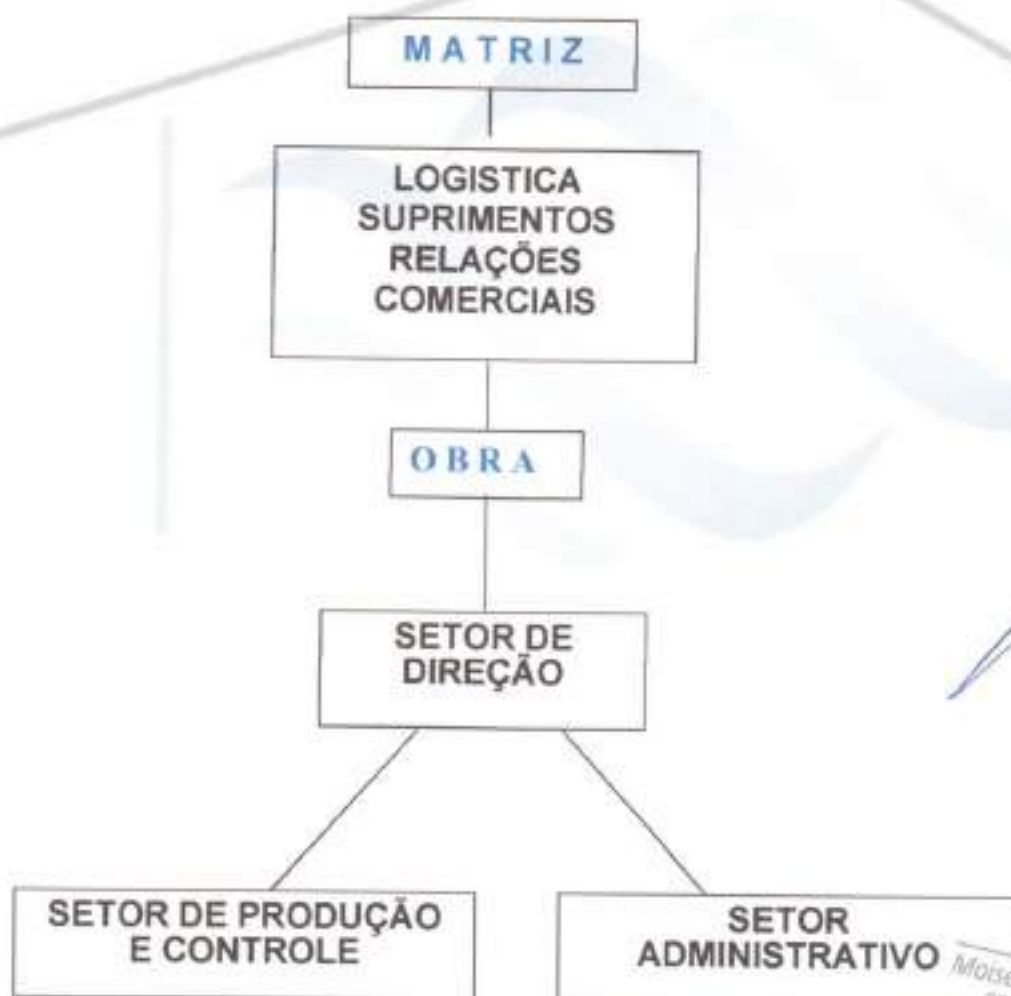 MATRIZ
LOGISTICA
SUPRIMENTOS
RELAÇÕES
COMERCIAIS
OBRA
SETOR DE
DIREÇÃO
SETOR DE PRODUÇÃO
E CONTROLE
SETOR
ADMINISTRATIVO